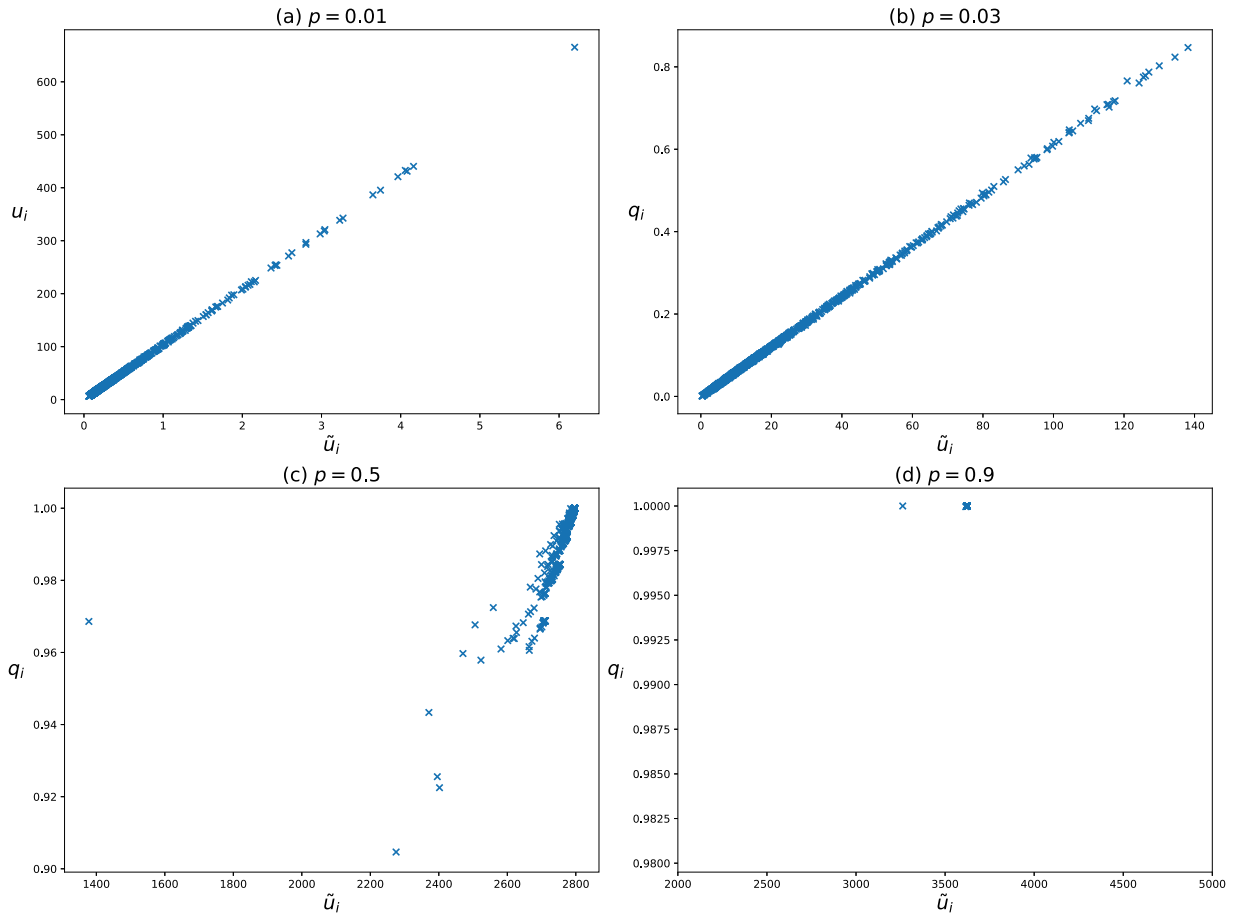 (a) p = 0.01
600
500
400
300
200
100
0
u_i
0 1 2 3 4 5 6
ũ_i
(b) p = 0.03
0.8
0.6
0.4
0.2
0.0
q_i
0 20 40 60 80 100 120 140
ũ_i
(c) p = 0.5
1.00
0.98
0.96
0.94
0.92
0.90
q_i
1400 1600 1800 2000 2200 2400 2600 2800
ũ_i
(d) p = 0.9
1.0000
0.9975
0.9950
0.9925
0.9900
0.9875
0.9850
0.9825
0.9800
q_i
2000 2500 3000 3500 4000 4500 5000
ũ_i